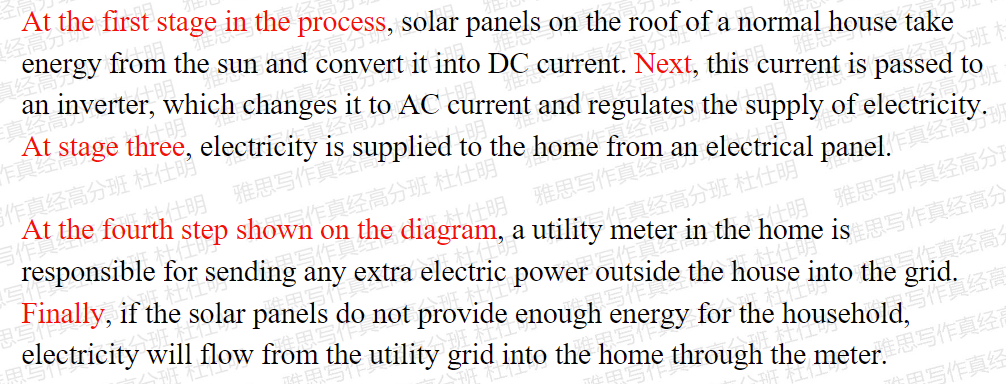 At the first stage in the process, solar panels on the roof of a normal house take
energy from the sun and convert it into DC current. Next, this current is passed to
an inverter, which changes it to AC current and regulates the supply of electricity.
At stage three, electricity is supplied to the home from an electrical panel.
At the fourth step shown on the diagram, a utility meter in the home is
responsible for sending any extra electric power outside the house into the grid.
Finally, if the solar panels do not provide enough energy for the household,
electricity will flow from the utility grid into the home through the meter.
雅思写作真经高分班 杜仕明